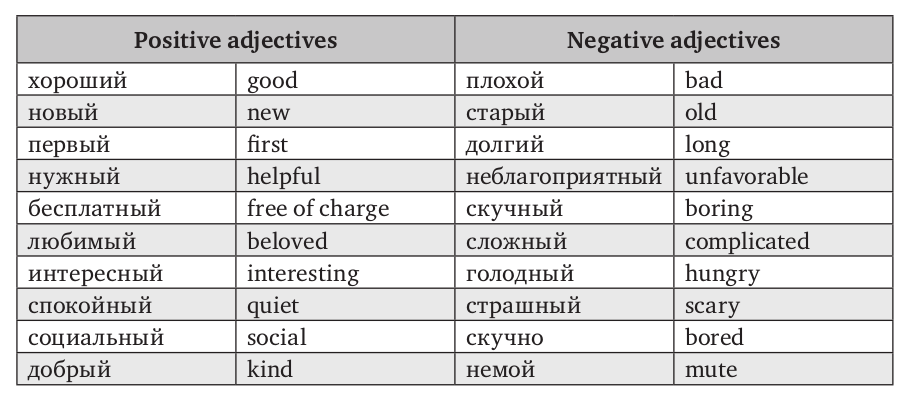 Positive adjectives Negative adjectives
хороший good плохой bad
новый new старый old
первый first долгий long
нужный helpful неблагоприятный unfavorable
бесплатный free of charge скучный boring
любимый beloved сложный complicated
интересный interesting голодный hungry
спокойный quiet страшный scary
социальный social скучно bored
добрый kind немой mute